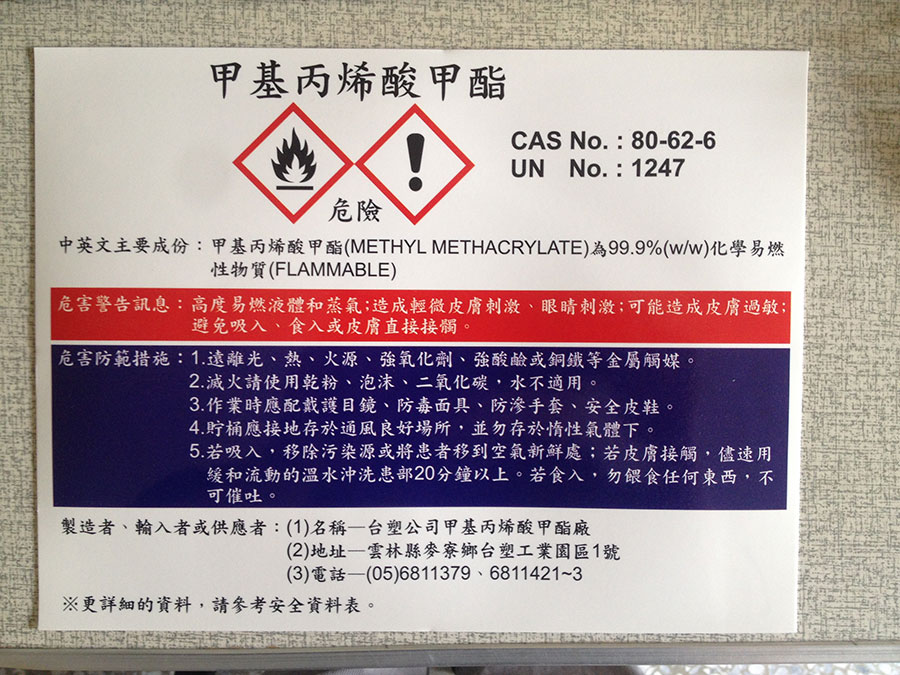 甲基丙烯酸甲酯
CAS No. : 80-62-6
UN No. : 1247
危險
中英文主要成份：甲基丙烯酸甲酯(METHYL METHACRYLATE)為99.9%(w/w)化學易燃
性物質(FLAMMABLE)
危害警告訊息：高度易燃液體和蒸氣;造成輕微皮膚刺激、眼睛刺激;可能造成皮膚過敏;
避免吸入、食入或皮膚直接接觸。
危害防範措施：1.遠離光、熱、火源、強氧化劑、強酸鹼或銅鐵等金屬觸媒。
2.滅火請使用乾粉、泡沫、二氧化碳，水不適用。
3.作業時應配戴護目鏡、防毒面具、防滲手套、安全皮鞋。
4.貯桶應接地存於通風良好場所，並勿存於惰性氣體下。
5.若吸入，移除污染源或將患者移到空氣新鮮處；若皮膚接觸，儘速用
緩和流動的溫水沖洗患部20分鐘以上。若食入，勿餵食任何東西，不
可催吐。
製造者、輸入者或供應者：(1)名稱─台塑公司甲基丙烯酸甲酯廠
(2)地址─雲林縣麥寮鄉台塑工業園區1號
(3)電話─(05)6811379、6811421~3
※更詳細的資料，請參考安全資料表。